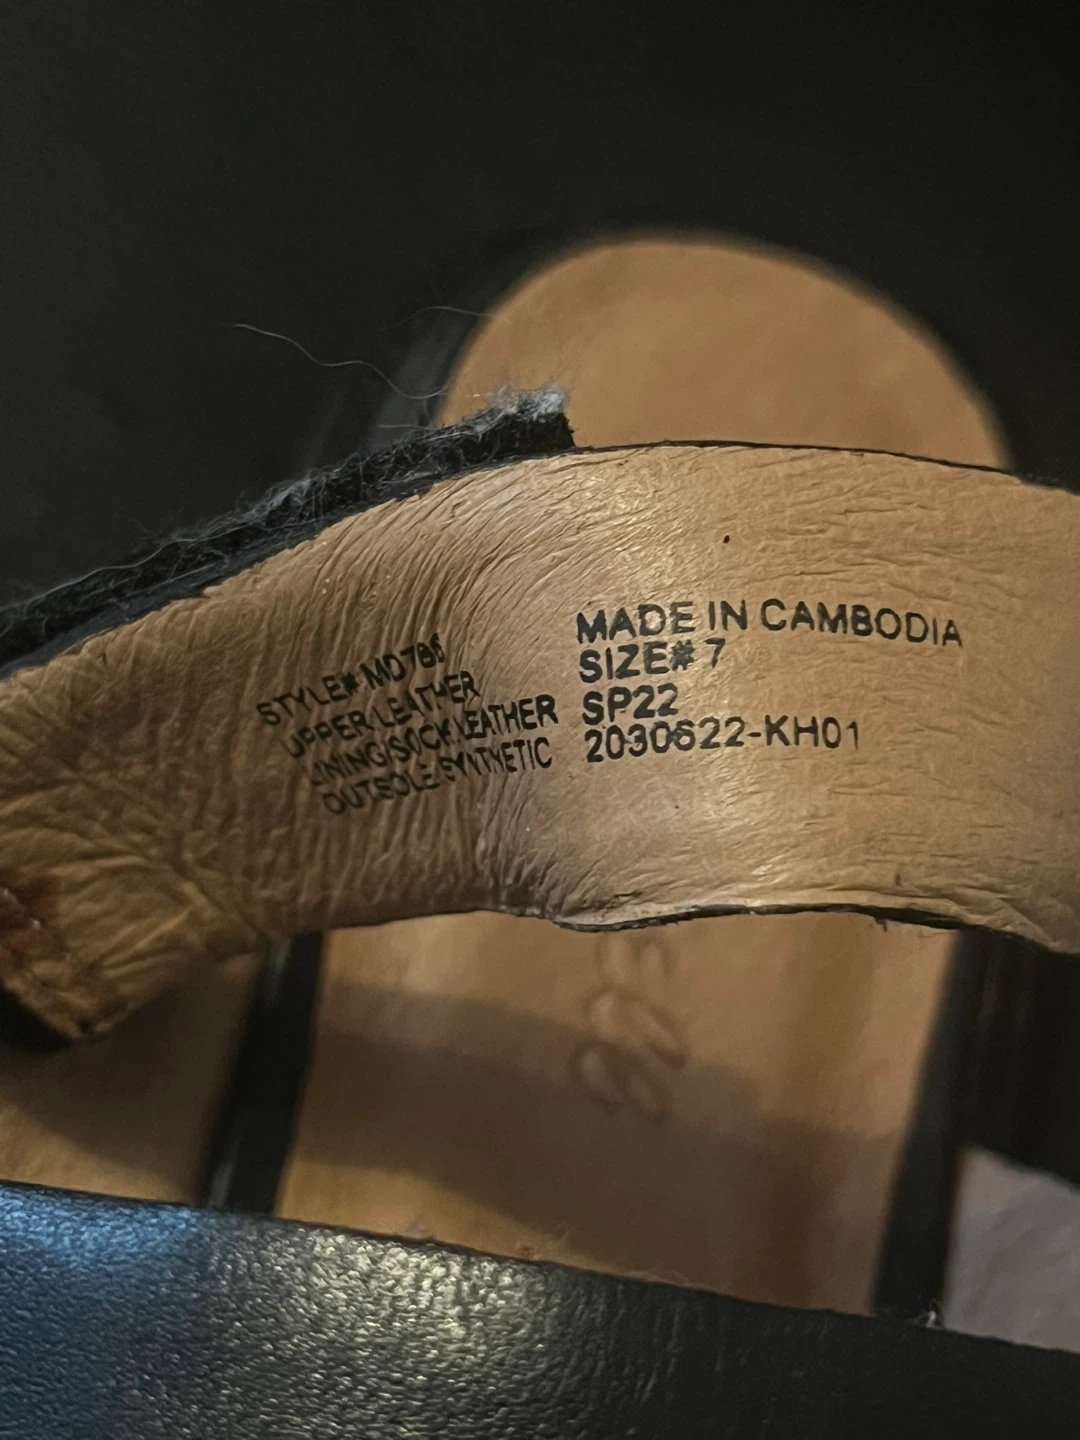 STYLE# MD786
UPPER LEATHER
LINING/SOCK LEATHER
OUTSOLE SYNTHETIC
MADE IN CAMBODIA
SIZE# 7
SP22
2030622-KH01